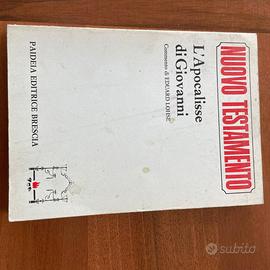 NUOVO TESTAMENTO
L'Apocalisse
di Giovanni
Commento di EDUARD LOHSE
PAIDEIA EDITRICE BRESCIA
subito